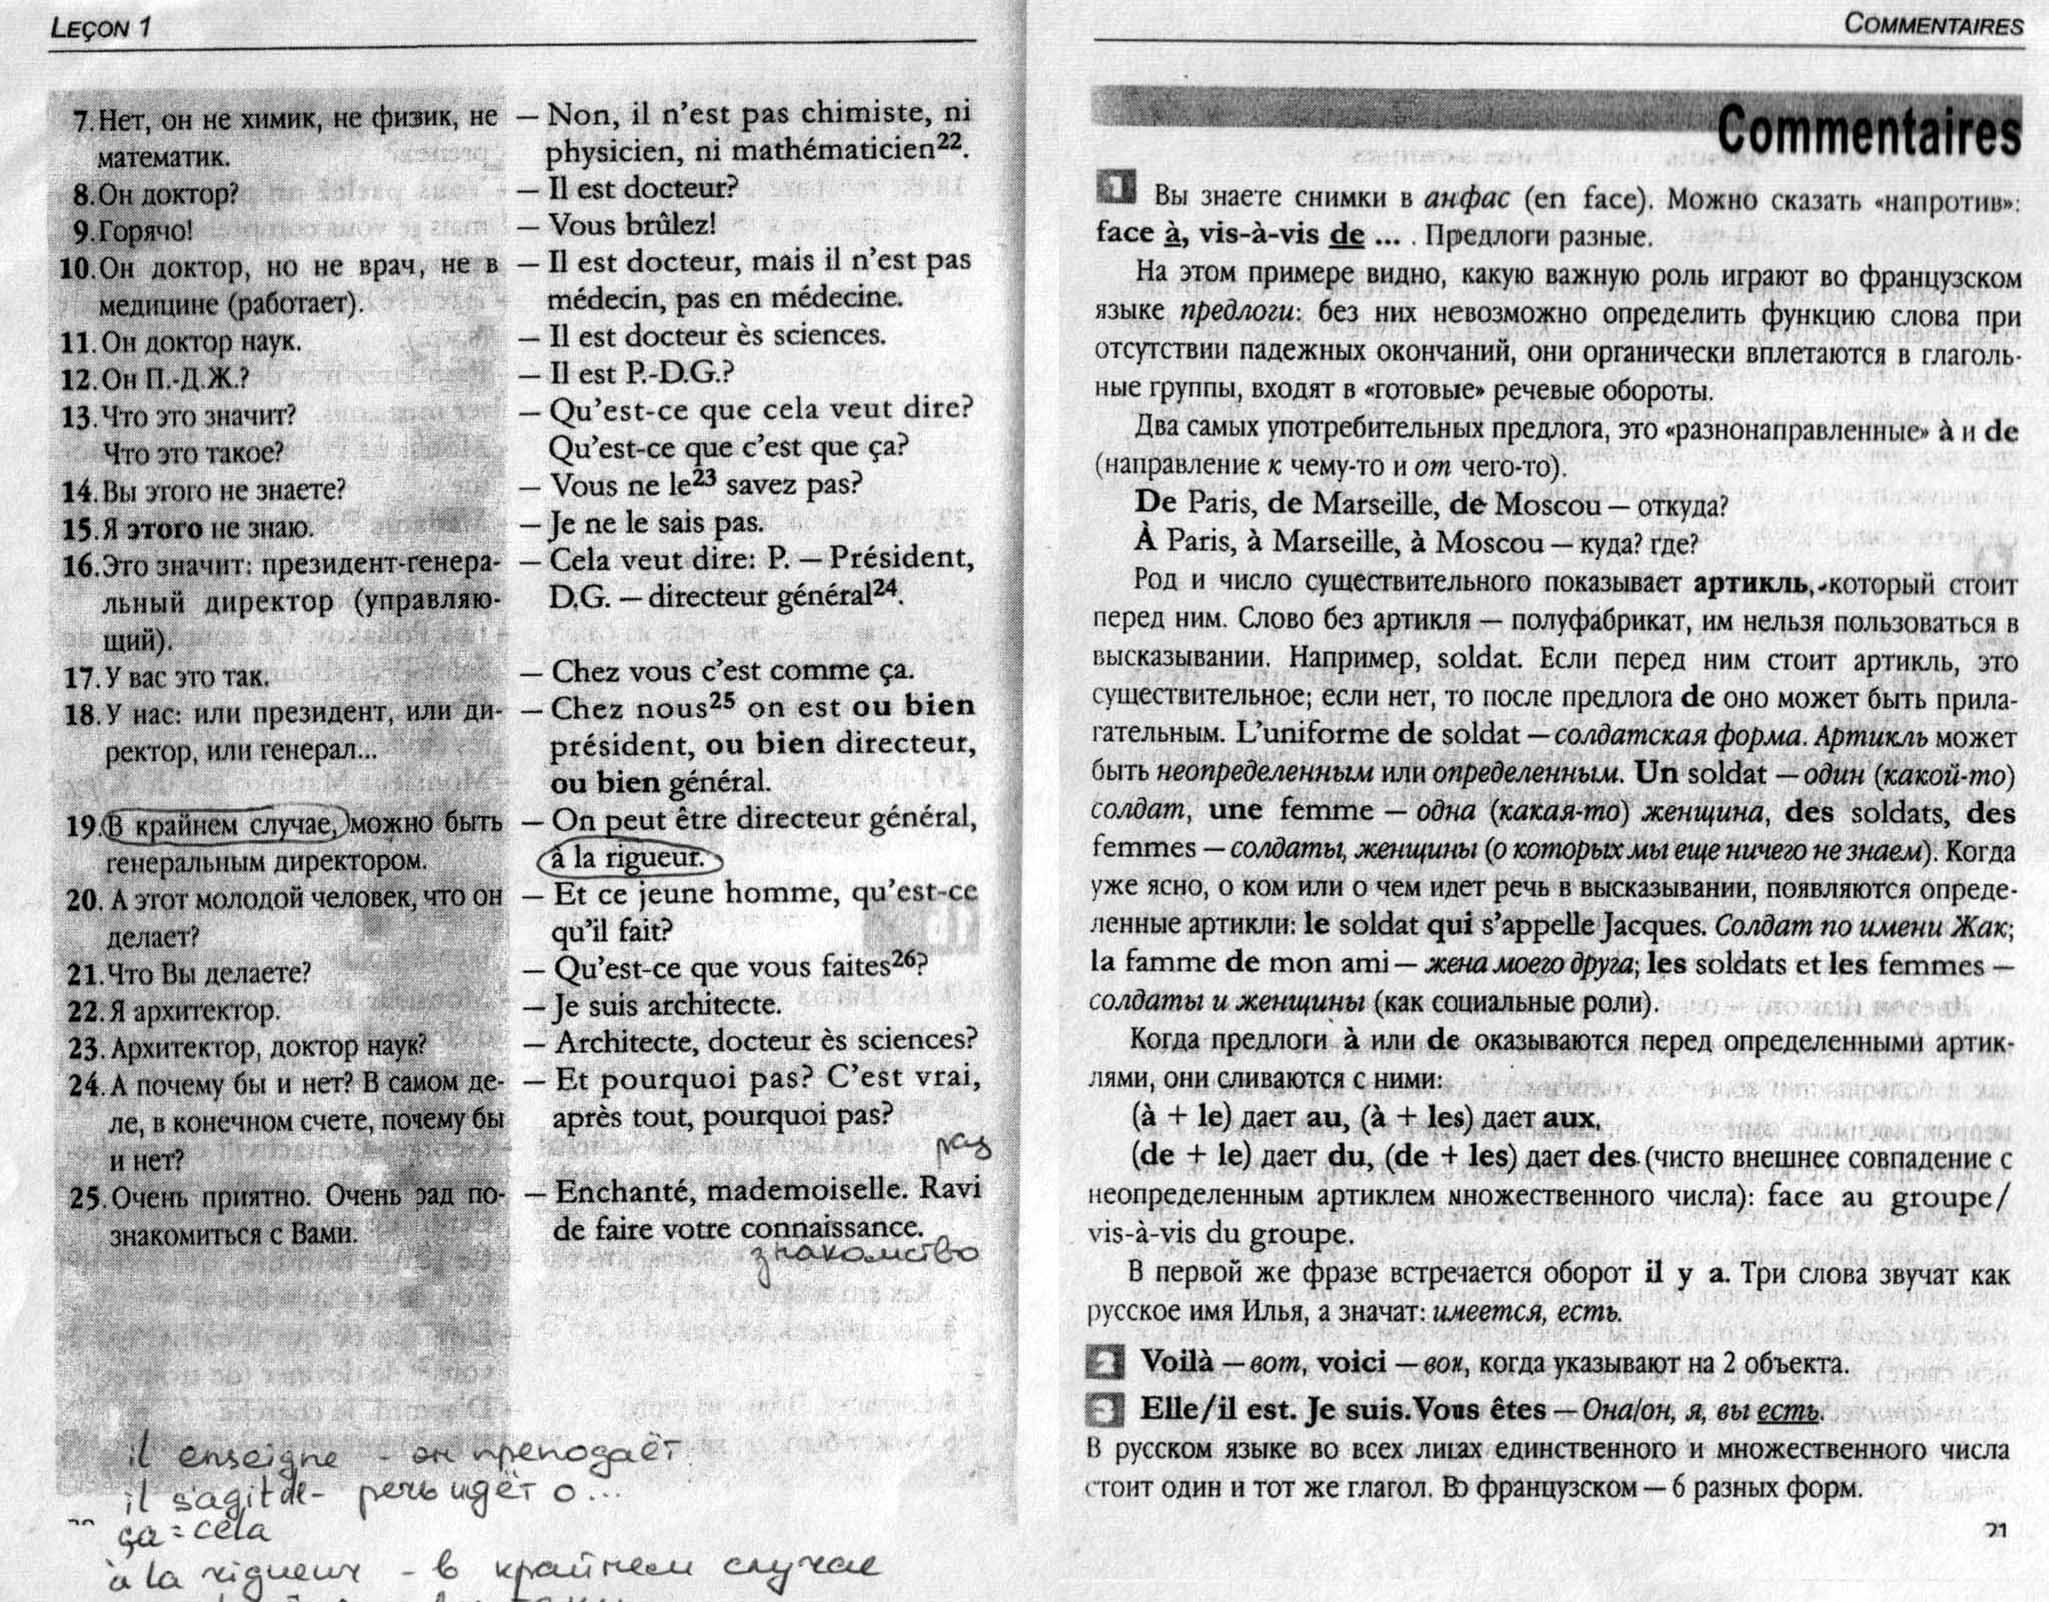 LEÇON 1
7. Нет, он не химик, не физик, не
математик.
8. Он доктор?
9. Горячо!
10. Он доктор, но не врач, не в
медицине (работает).
11. Он доктор наук.
12. Он П.-Д.Ж.?
13. Что это значит?
Что это такое?
14. Вы этого не знаете?
15. Я этого не знаю.
16. Это значит: президент-генера-
льный директор (управляю-
щий).
17. У вас это так.
18. У нас: или президент, или ди-
ректор, или генерал...
19. В крайнем случае, можно быть
генеральным директором.
20. А этот молодой человек, что он
делает?
21. Что Вы делаете?
22. Я архитектор.
23. Архитектор, доктор наук?
24. А почему бы и нет? В самом де-
ле, в конечном счете, почему бы
и нет?
25. Очень приятно. Очень рад по-
знакомиться с Вами.
– Non, il n'est pas chimiste, ni
physicien, ni mathématicien²².
– Il est docteur?
– Vous brûlez!
– Il est docteur, mais il n'est pas
médecin, pas en médecine.
– Il est docteur ès sciences.
– Il est P.-D.G.?
– Qu'est-ce que cela veut dire?
Qu'est-ce que c'est que ça?
– Vous ne le²³ savez pas?
– Je ne le sais pas.
– Cela veut dire: P. – Président,
D.G. – directeur général²⁴.
– Chez vous c'est comme ça.
– Chez nous²⁵ on est ou bien
président, ou bien directeur,
ou bien général.
– On peut être directeur général,
à la rigueur.
– Et ce jeune homme, qu'est-ce
qu'il fait?
– Qu'est-ce que vous faites²⁶?
– Je suis architecte.
– Architecte, docteur ès sciences?
– Et pourquoi pas? C'est vrai,
après tout, pourquoi pas?
– Enchanté, mademoiselle. Ravi
de faire votre connaissance.
знакомство
il enseigne - он преподаёт
il s'agit de - речь идёт о...
ça = cela
à la rigueur - в крайнем случае
COMMENTAIRES
Commentaires
1 Вы знаете снимки в анфас (en face). Можно сказать «напротив»:
face à, vis-à-vis de ... . Предлоги разные.
На этом примере видно, какую важную роль играют во французском
языке предлоги: без них невозможно определить функцию слова при
отсутствии падежных окончаний, они органически вплетаются в глаголь-
ные группы, входят в «готовые» речевые обороты.
Два самых употребительных предлога, это «разнонаправленные» à и de
(направление к чему-то и от чего-то).
De Paris, de Marseille, de Moscou – откуда?
À Paris, à Marseille, à Moscou – куда? где?
Род и число существительного показывает артикль, который стоит
перед ним. Слово без артикля – полуфабрикат, им нельзя пользоваться в
высказывании. Например, soldat. Если перед ним стоит артикль, это
существительное; если нет, то после предлога de оно может быть прила-
гательным. L'uniforme de soldat – солдатская форма. Артикль может
быть неопределенным или определенным. Un soldat – один (какой-то)
солдат, une femme – одна (какая-то) женщина, des soldats, des
femmes – солдаты, женщины (о которых мы еще ничего не знаем). Когда
уже ясно, о ком или о чем идет речь в высказывании, появляются опреде-
ленные артикли: le soldat qui s'appelle Jacques. Солдат по имени Жак;
la famme de mon ami – жена моего друга; les soldats et les femmes –
солдаты и женщины (как социальные роли).
Когда предлоги à или de оказываются перед определенными артик-
лями, они сливаются с ними:
(à + le) дает au, (à + les) дает aux,
(de + le) дает du, (de + les) дает des (чисто внешнее совпадение с
неопределенным артиклем множественного числа): face au groupe/
vis-à-vis du groupe.
В первой же фразе встречается оборот il y a. Три слова звучат как
русское имя Илья, а значат: имеется, есть.
2 Voilà – вот, voici – вон, когда указывают на 2 объекта.
3 Elle/il est. Je suis. Vous êtes – Она/он, я, вы есть.
В русском языке во всех лицах единственного и множественного числа
стоит один и тот же глагол. Во французском – 6 разных форм.
21